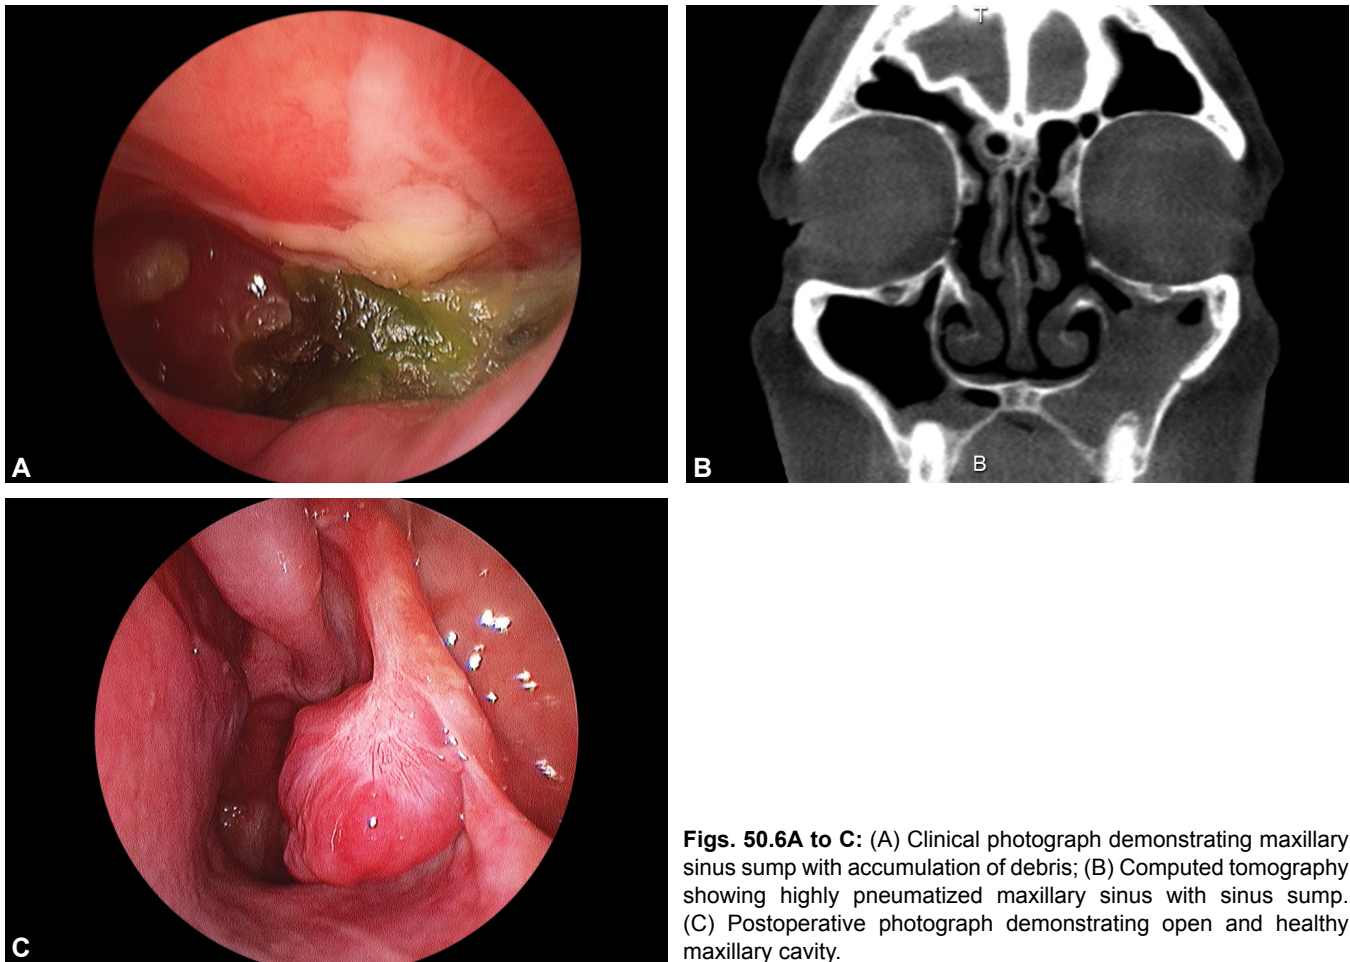 T
A
B
B
C
Figs. 50.6A to C: (A) Clinical photograph demonstrating maxillary
sinus sump with accumulation of debris; (B) Computed tomography
showing highly pneumatized maxillary sinus with sinus sump.
(C) Postoperative photograph demonstrating open and healthy
maxillary cavity.